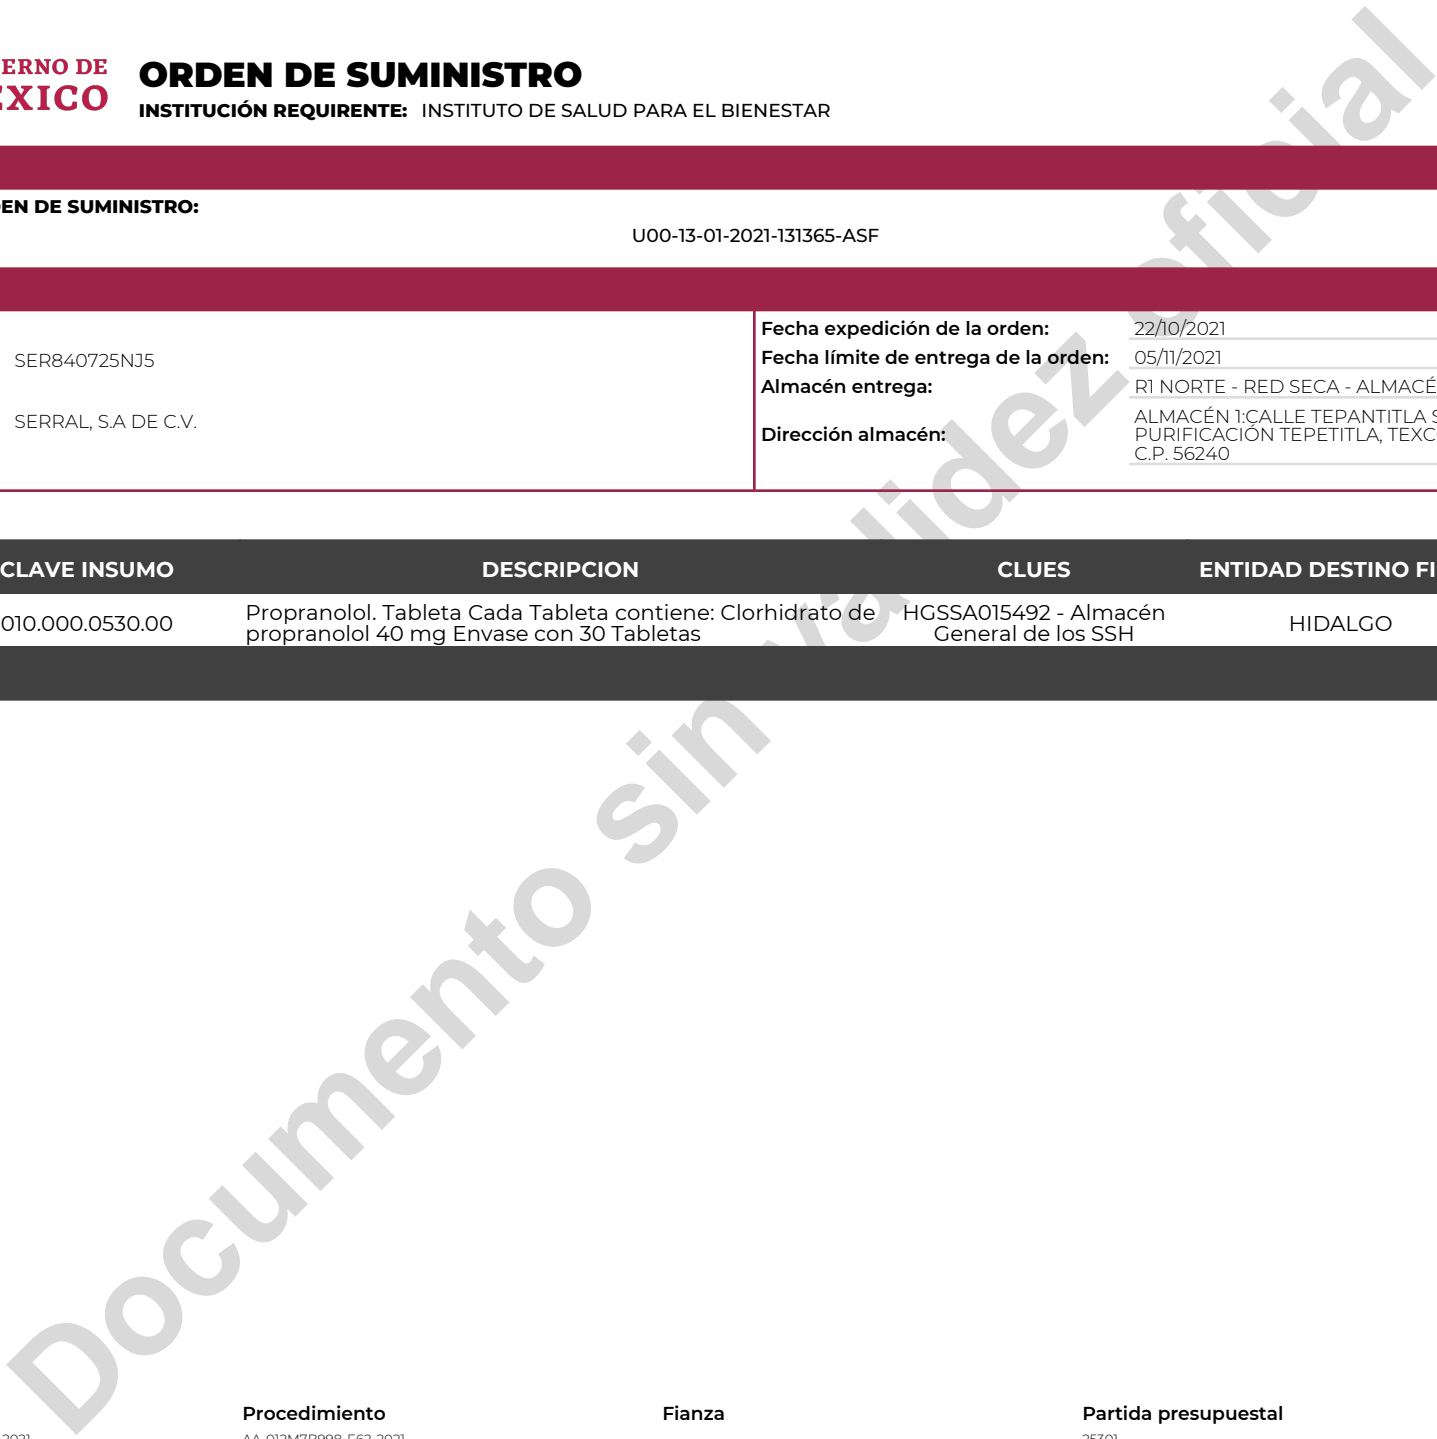 ERNO DE
EXICO
ORDEN DE SUMINISTRO
INSTITUCIÓN REQUIRENTE: INSTITUTO DE SALUD PARA EL BIENESTAR
EN DE SUMINISTRO:
U00-13-01-2021-131365-ASF
SER840725NJ5
SERRAL, S.A DE C.V.
Fecha expedición de la orden: 22/10/2021
Fecha límite de entrega de la orden: 05/11/2021
Almacén entrega: R1 NORTE - RED SECA - ALMACÉ
Dirección almacén: ALMACÉN 1:CALLE TEPANTITLA S
PURIFICACIÓN TEPETITLA, TEXC
C.P. 56240
CLAVE INSUMO DESCRIPCION CLUES ENTIDAD DESTINO FI
010.000.0530.00 Propranolol. Tableta Cada Tableta contiene: Clorhidrato de HGSSA015492 - Almacén HIDALGO
propranolol 40 mg Envase con 30 Tabletas General de los SSH
Documento sin validez oficial
Procedimiento Fianza Partida presupuestal